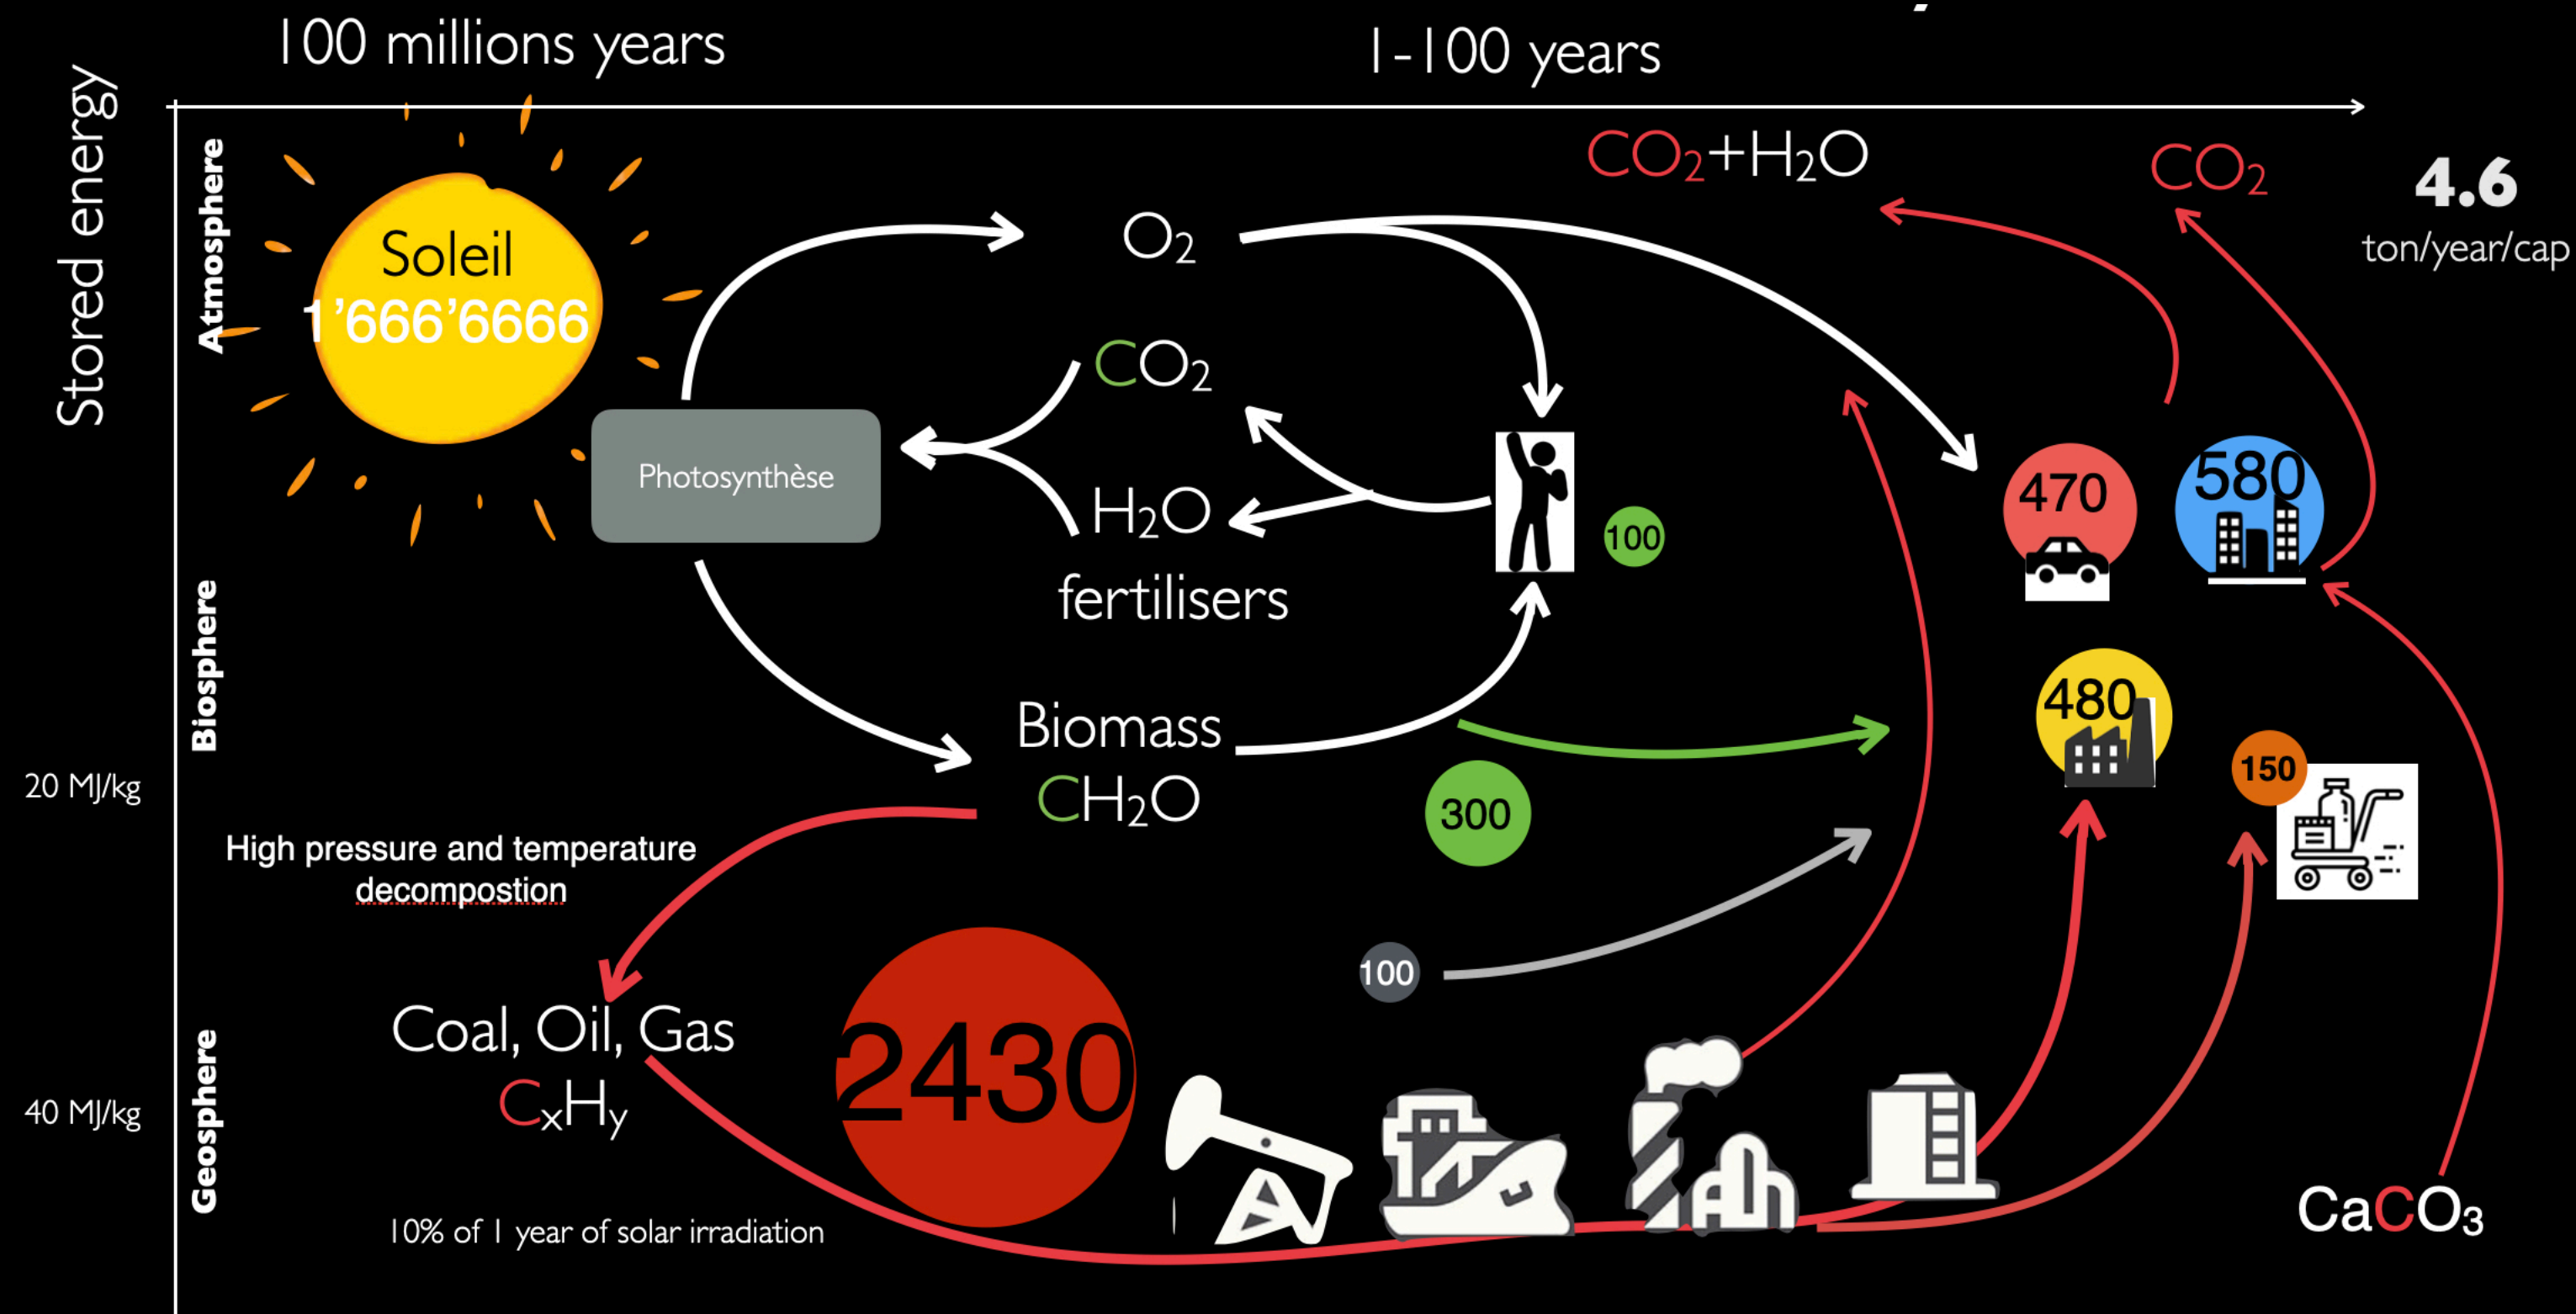 100 millions years
1-100 years
Stored energy
Atmosphere
CO₂+H₂O
CO₂
4.6
ton/year/cap
Soleil
1’666’6666
O₂
CO₂
Photosynthèse
H₂O
fertilisers
100
470
580
Biosphere
Biomass
CH₂O
480
150
20 MJ/kg
300
High pressure and temperature
decompostion
100
Coal, Oil, Gas
CxHy
2430
40 MJ/kg
Geosphere
10% of 1 year of solar irradiation
CaCO₃